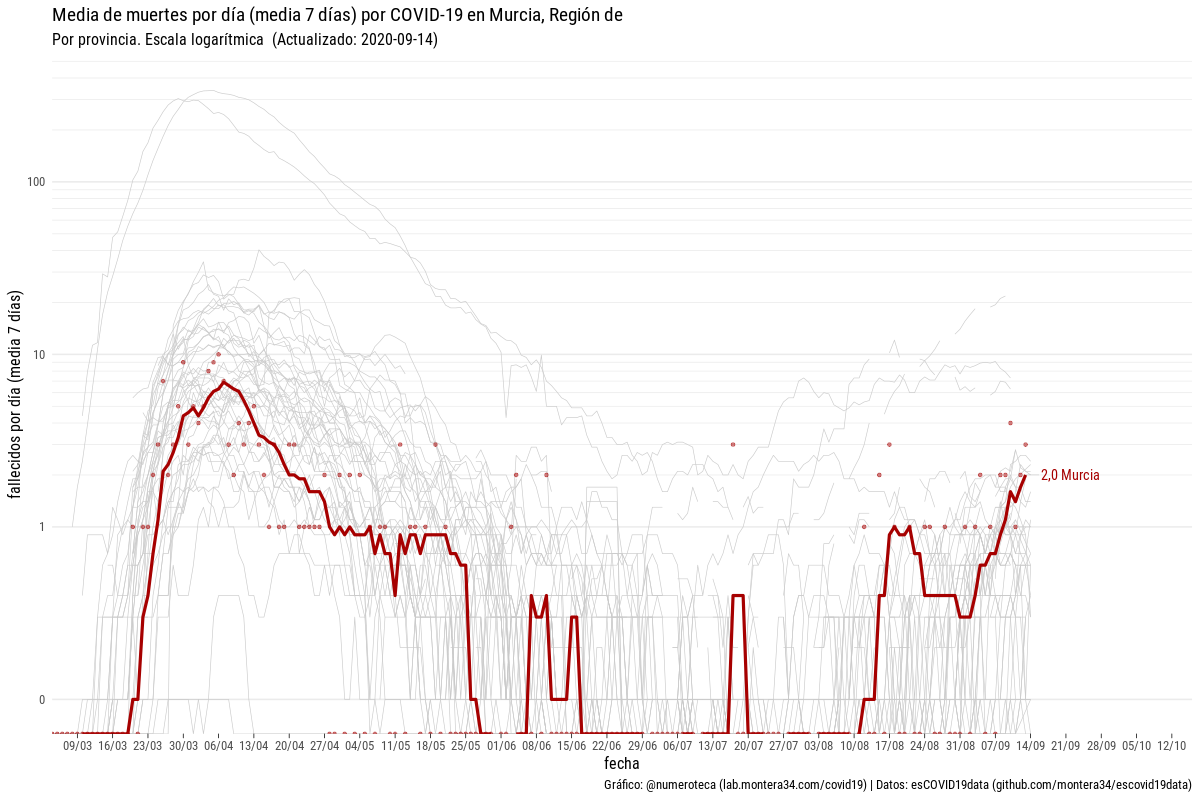 Media de muertes por día (media 7 días) por COVID-19 en Murcia, Región de
Por provincia. Escala logarítmica (Actualizado: 2020-09-14)
fallecidos por día (media 7 días)
100
10
1
0
2,0 Murcia
09/03 16/03 23/03 30/03 06/04 13/04 20/04 27/04 04/05 11/05 18/05 25/05 01/06 08/06 15/06 22/06 29/06 06/07 13/07 20/07 27/07 03/08 10/08 17/08 24/08 31/08 07/09 14/09 21/09 28/09 05/10 12/10
fecha
Gráfico: @numeroteca (lab.montera34.com/covid19) | Datos: esCOVID19data (github.com/montera34/escovid19data)